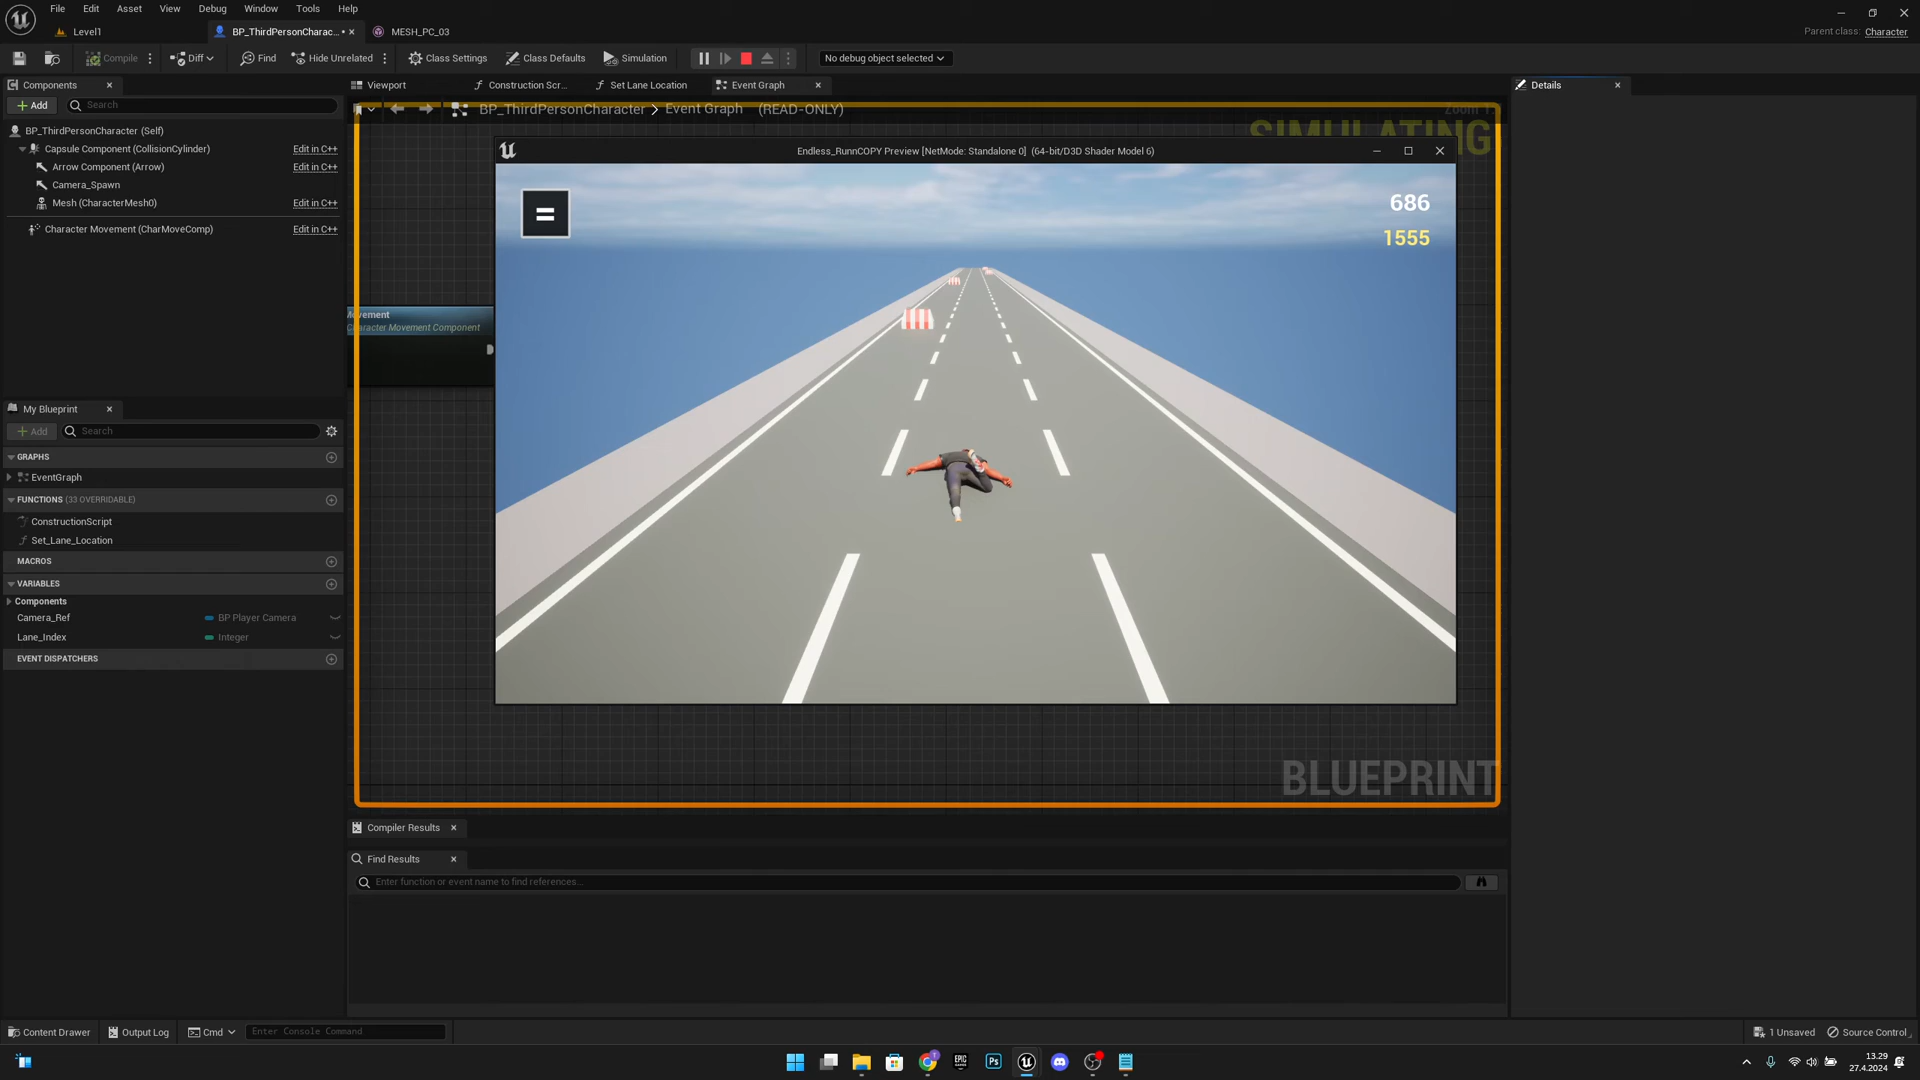 File Edit Asset View Debug Window Tools Help
Level1
BP_ThirdPersonCharac...
MESH_PC_03
Parent class: Character
Compile
Diff
Find
Hide Unrelated
Class Settings
Class Defaults
Simulation
No debug object selected
Components
Viewport
Construction Scr...
Set Lane Location
Event Graph
Details
+ Add
Search
BP_ThirdPersonCharacter > Event Graph (READ-ONLY)
SIMULATING
BP_ThirdPersonCharacter (Self)
Capsule Component (CollisionCylinder) Edit in C++
Arrow Component (Arrow) Edit in C++
Camera_Spawn
Mesh (CharacterMesh0) Edit in C++
Character Movement (CharMoveComp) Edit in C++
Endless_RunnCOPY Preview [NetMode: Standalone 0] (64-bit/D3D Shader Model 6)
686
1555
Character Movement Component
My Blueprint
+ Add
Search
GRAPHS
EventGraph
FUNCTIONS (33 OVERRIDABLE)
ConstructionScript
Set_Lane_Location
MACROS
VARIABLES
Components
Camera_Ref BP Player Camera
Lane_Index Integer
EVENT DISPATCHERS
BLUEPRINT
Compiler Results
Find Results
Enter function or event name to find references...
Content Drawer
Output Log
Cmd
Enter Console Command
1 Unsaved
Source Control
13.29
27.4.2024